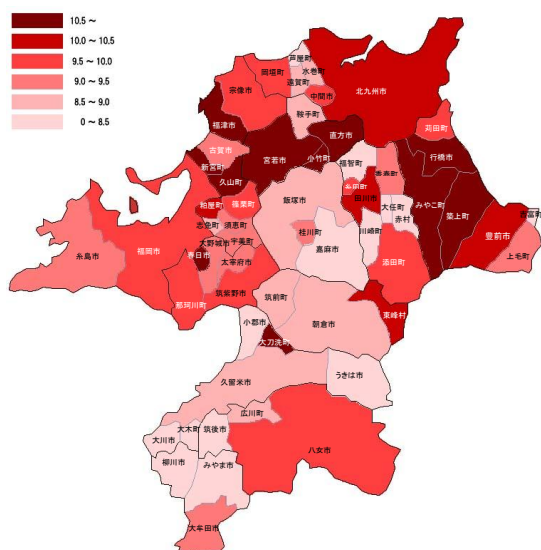 10.5 ~
10.0 ~ 10.5
9.5 ~ 10.0
9.0 ~ 9.5
8.5 ~ 9.0
0 ~ 8.5
芦屋町
水巻町
岡垣町
遠賀町
宗像市
中間市
北九州市
鞍手町
福津市
直方市
苅田町
古賀市
宮若市
小竹町
行橋市
新宮町
福智町
香春町
久山町
糸田町
田川市
みやこ町
粕屋町
篠栗町
飯塚市
大任町
築上町
志免町
須恵町
赤村
川崎町
豊前市
糸島市
福岡市
大野城市
宇美町
桂川町
嘉麻市
春日市
太宰府市
添田町
上毛町
筑紫野市
那珂川町
筑前町
東峰村
小郡市
朝倉市
大刀洗町
うきは市
久留米市
広川町
大木町
筑後市
大川市
八女市
柳川市
みやま市
大牟田市